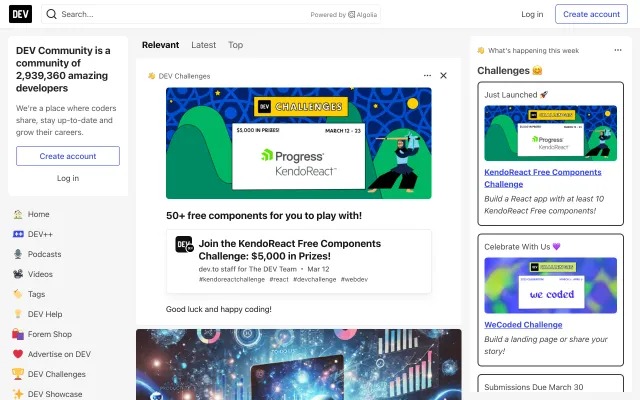 DEV
Search...
Powered by Algolia
Log in
Create account
DEV Community is a
community of
2,939,360 amazing
developers
We're a place where coders
share, stay up-to-date and
grow their careers.
Create account
Log in
Home
DEV++
Podcasts
Videos
Tags
DEV Help
Forem Shop
Advertise on DEV
DEV Challenges
DEV Showcase
Relevant
Latest
Top
DEV Challenges
DEV CHALLENGES
$5,000 IN PRIZES!
MARCH 12 - 23
Progress®
KendoReact™
50+ free components for you to play with!
DEV
Join the KendoReact Free Components
Challenge: $5,000 in Prizes!
dev.to staff for The DEV Team • Mar 12
#kendoreactchallenge #react #devchallenge #webdev
Good luck and happy coding!
What's happening this week
Challenges
Just Launched
CHALLENGES
Progress
KendoReact
KendoReact Free Components
Challenge
Build a React app with at least 10
KendoReact Free components!
Celebrate With Us
CHALLENGES
we coded
WeCoded Challenge
Build a landing page or share your
story!
Submissions Due March 30